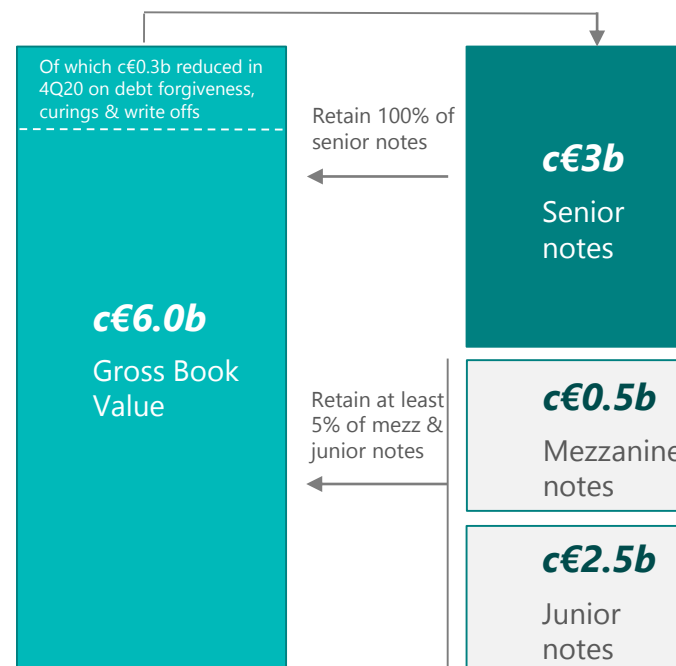 Of which c€0.3b reduced in
4Q20 on debt forgiveness,
curings & write offs
c€6.0b
Gross Book
Value
Retain 100% of
senior notes
Retain at least
5% of mezz &
junior notes
c€3b
Senior
notes
c€0.5b
Mezzanine
notes
c€2.5b
Junior
notes